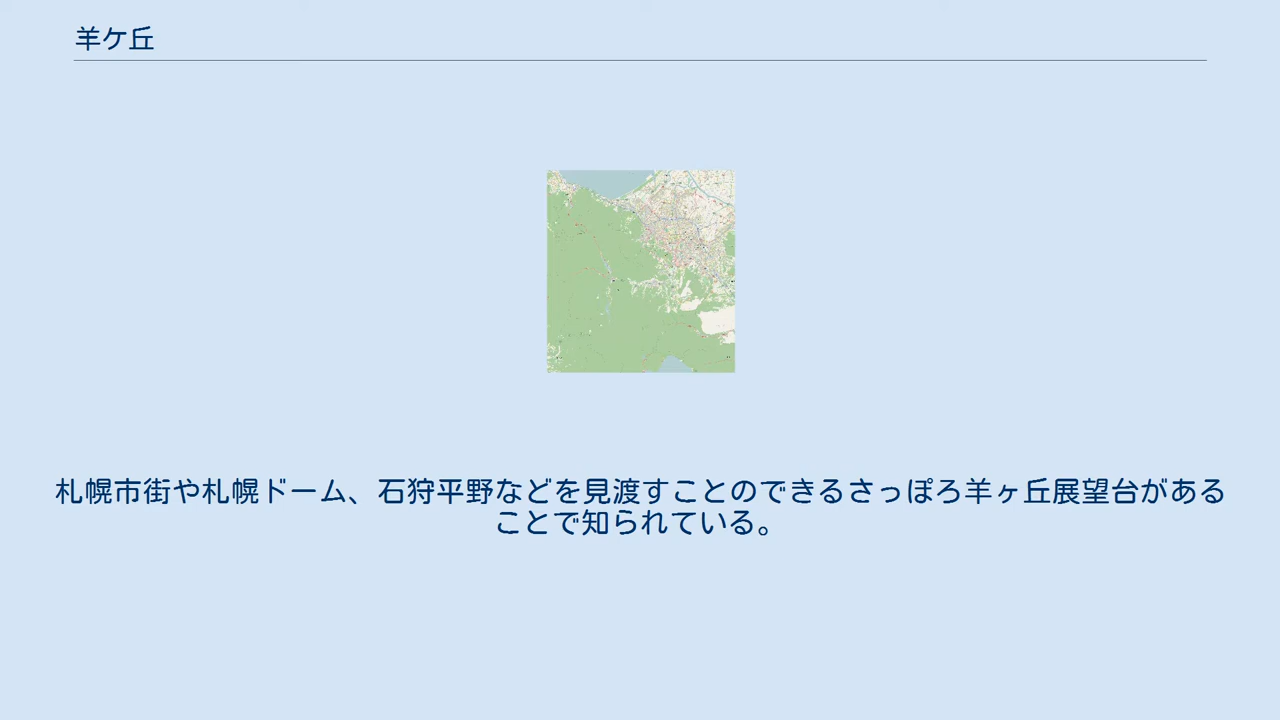 羊ケ丘
札幌市街や札幌ドーム、石狩平野などを見渡すことのできるさっぽろ羊ヶ丘展望台がある
ことで知られている。